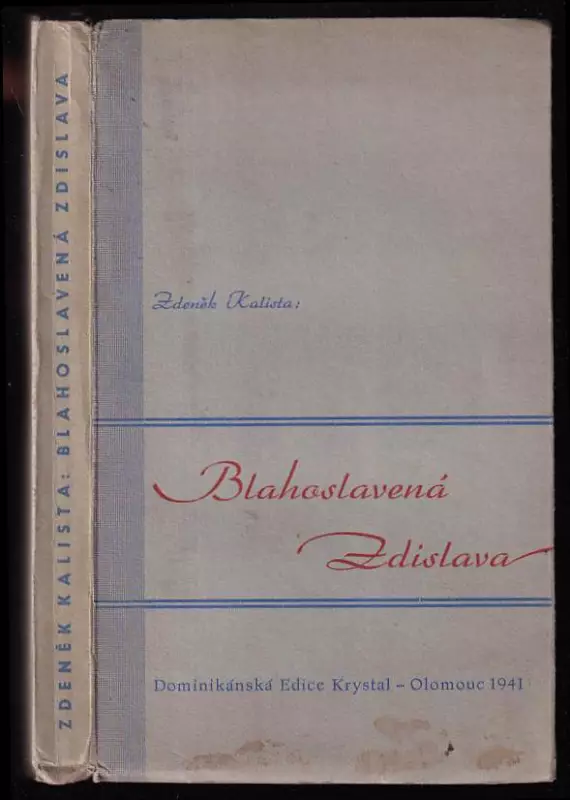 ZDENĚK KALISTA: BLAHOSLAVENÁ ZDISLAVA
Zdeněk Kalista:
Blahoslavená
Zdislava
Dominikánská Edice Krystal – Olomouc 1941